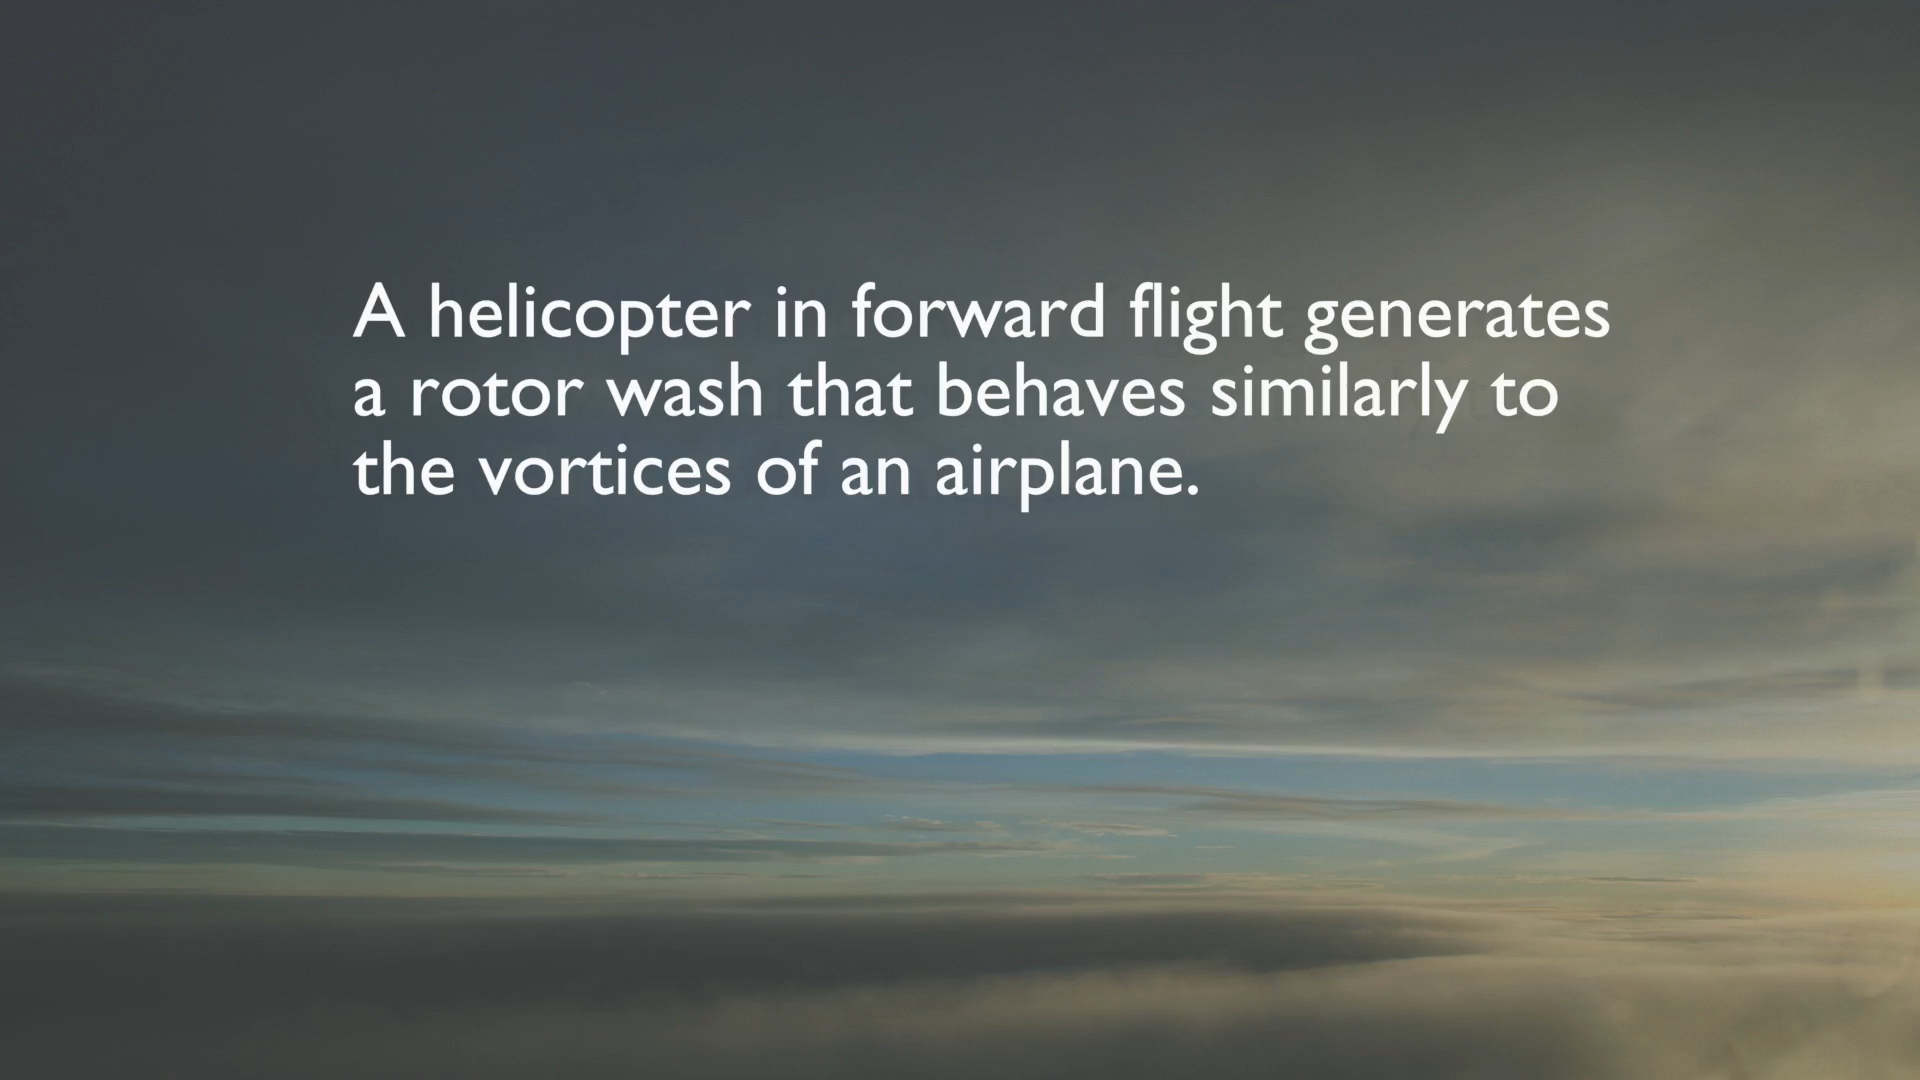 A helicopter in forward flight generates
a rotor wash that behaves similarly to
the vortices of an airplane.